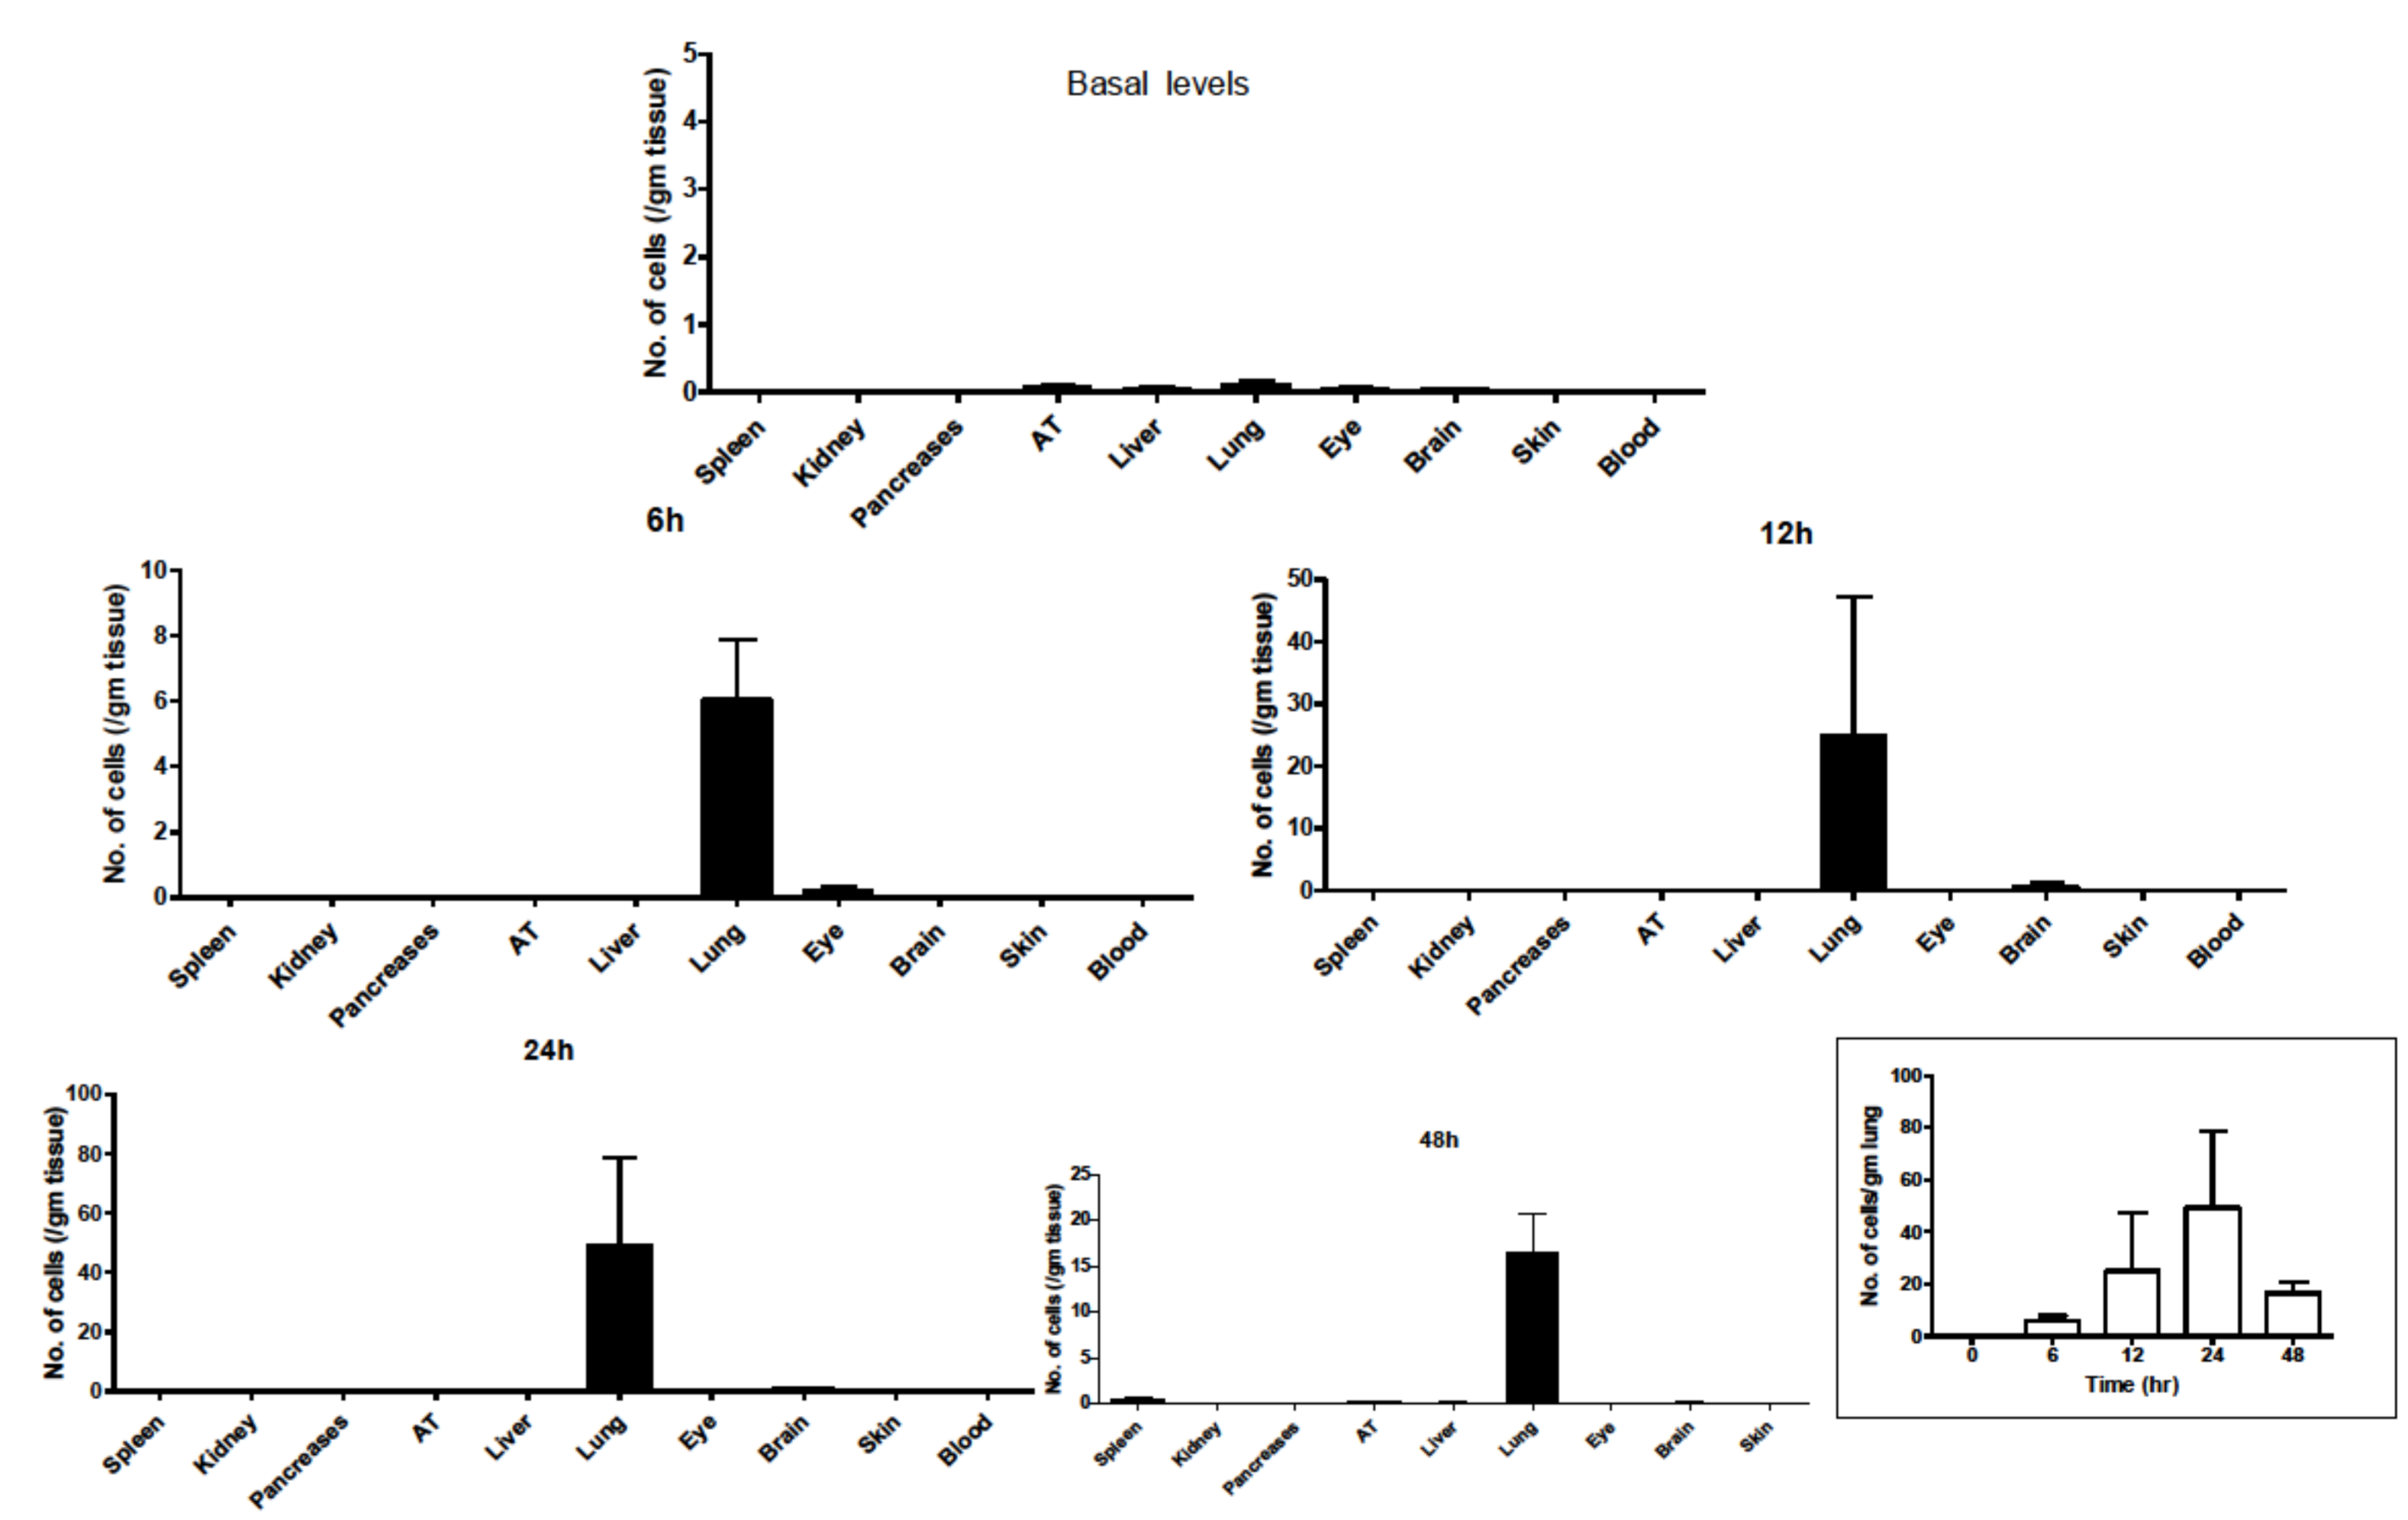 Basal levels
No. of cells (/gm tissue)
5
4
3
2
1
0
Spleen
Kidney
Pancreases
AT
Liver
Lung
Eye
Brain
Skin
Blood
6h
No. of cells (/gm tissue)
10
8
6
4
2
0
Spleen
Kidney
Pancreases
AT
Liver
Lung
Eye
Brain
Skin
Blood
12h
No. of cells (/gm tissue)
50
40
30
20
10
0
Spleen
Kidney
Pancreases
AT
Liver
Lung
Eye
Brain
Skin
Blood
24h
No. of cells (/gm tissue)
100
80
60
40
20
0
Spleen
Kidney
Pancreases
AT
Liver
Lung
Eye
Brain
Skin
Blood
48h
No. of cells (/gm tissue)
25
20
15
10
5
0
Spleen
Kidney
Pancreases
AT
Liver
Lung
Eye
Brain
Skin
No. of cells/gm lung
100
80
60
40
20
0
0 6 12 24 48
Time (hr)